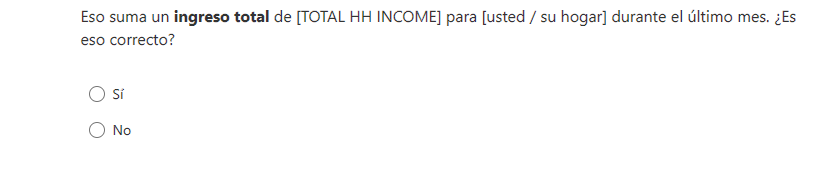 Eso suma un ingreso total de [TOTAL HH INCOME] para [usted / su hogar] durante el último mes. ¿Es
eso correcto?
Sí
No